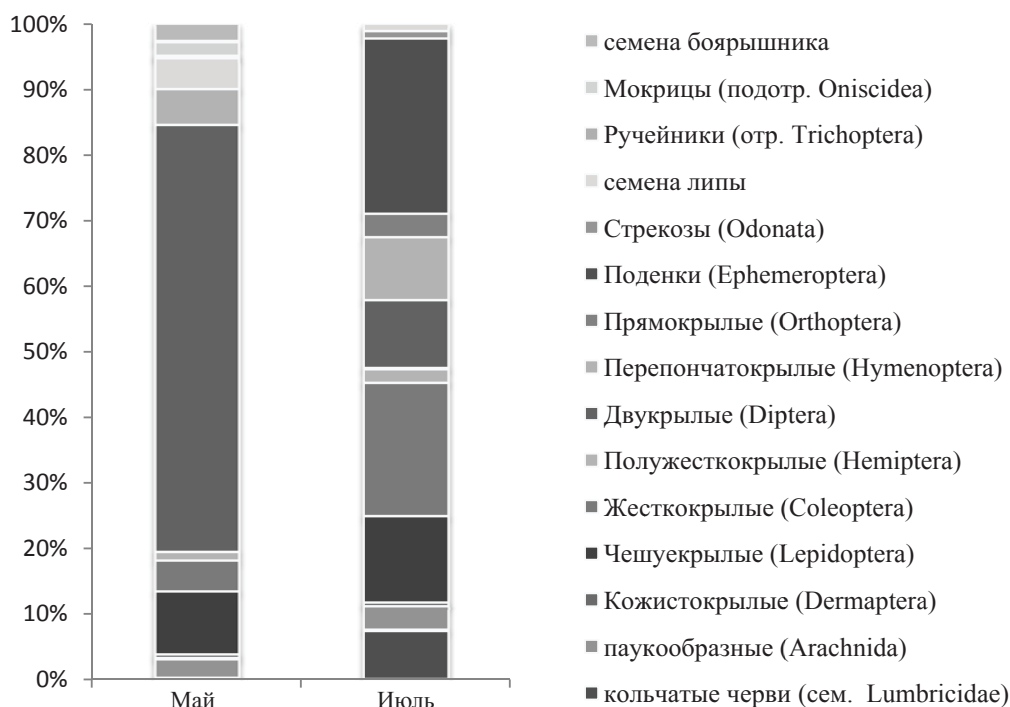 100%
90%
80%
70%
60%
50%
40%
30%
20%
10%
0%
Май
Июль
семена боярышника
Мокрицы (подотр. Oniscidea)
Ручейники (отр. Trichoptera)
семена липы
Стрекозы (Odonata)
Поденки (Ephemeroptera)
Прямокрылые (Orthoptera)
Перепончатокрылые (Hymenoptera)
Двукрылые (Diptera)
Полужесткокрылые (Hemiptera)
Жесткокрылые (Coleoptera)
Чешуекрылые (Lepidoptera)
Кожистокрылые (Dermaptera)
паукообразные (Arachnida)
кольчатые черви (сем. Lumbricidae)